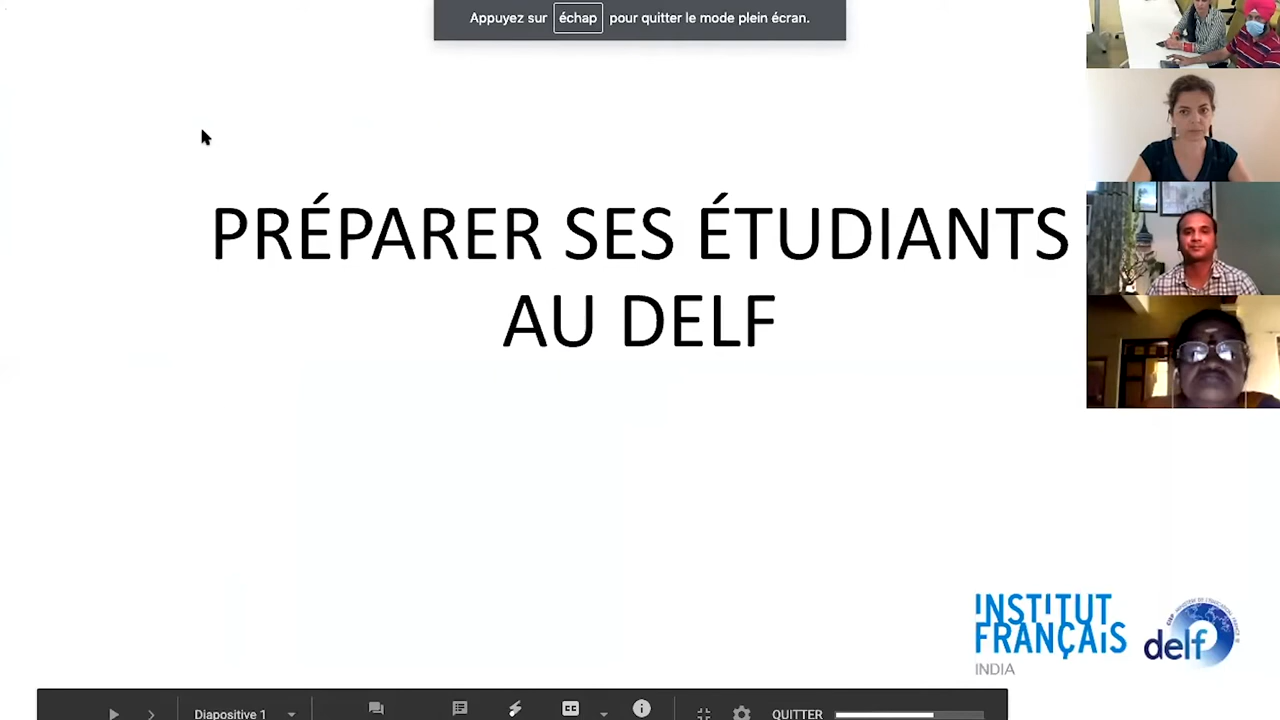 Appuyez sur échap pour quitter le mode plein écran.
PRÉPARER SES ÉTUDIANTS
AU DELF
INSTITUT
FRANÇAIS
INDIA
delf
Diapositive 1
CC
QUITTER